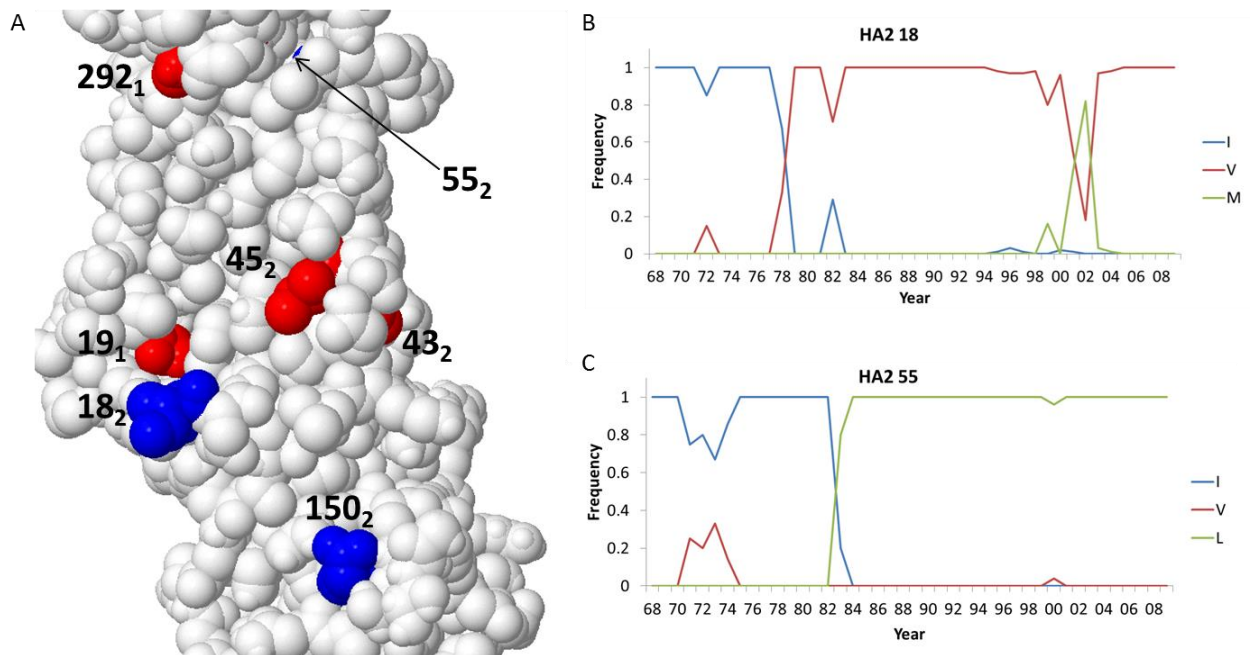 A
292₁
55₂
45₂
19₁
43₂
18₂
150₂
B
HA2 18
Frequency
1
0.8
0.6
0.4
0.2
0
68 70 72 74 76 78 80 82 84 86 88 90 92 94 96 98 00 02 04 06 08
Year
I
V
M
C
HA2 55
Frequency
1
0.8
0.6
0.4
0.2
0
68 70 72 74 76 78 80 82 84 86 88 90 92 94 96 98 00 02 04 06 08
Year
I
V
L